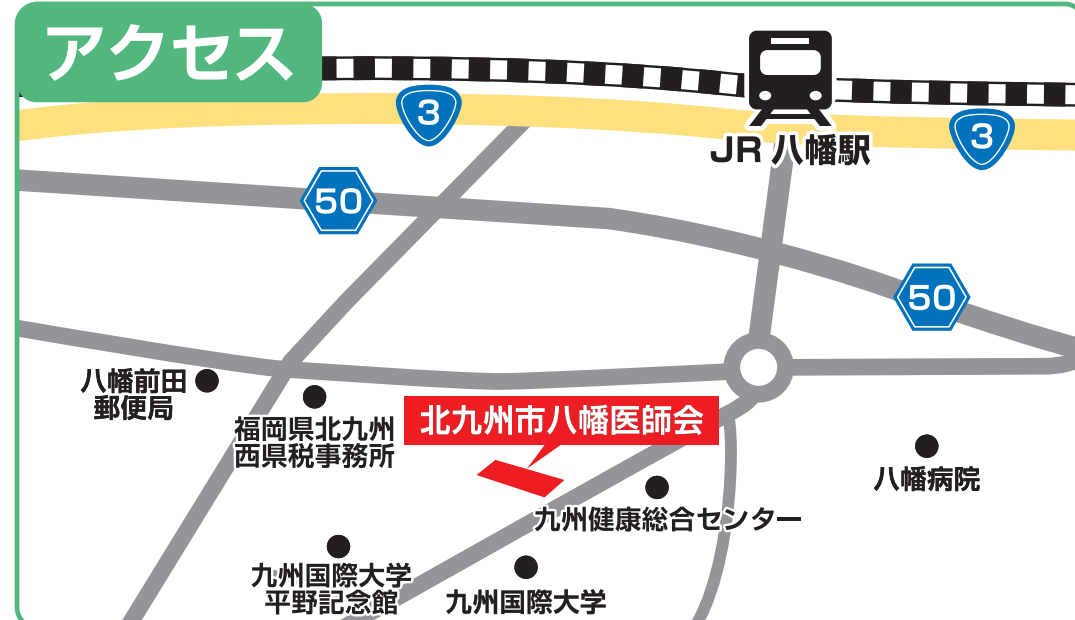 アクセス
3
JR 八幡駅
3
50
50
八幡前田
郵便局
福岡県北九州
西県税事務所
北九州市八幡医師会
八幡病院
九州健康総合センター
九州国際大学
平野記念館
九州国際大学